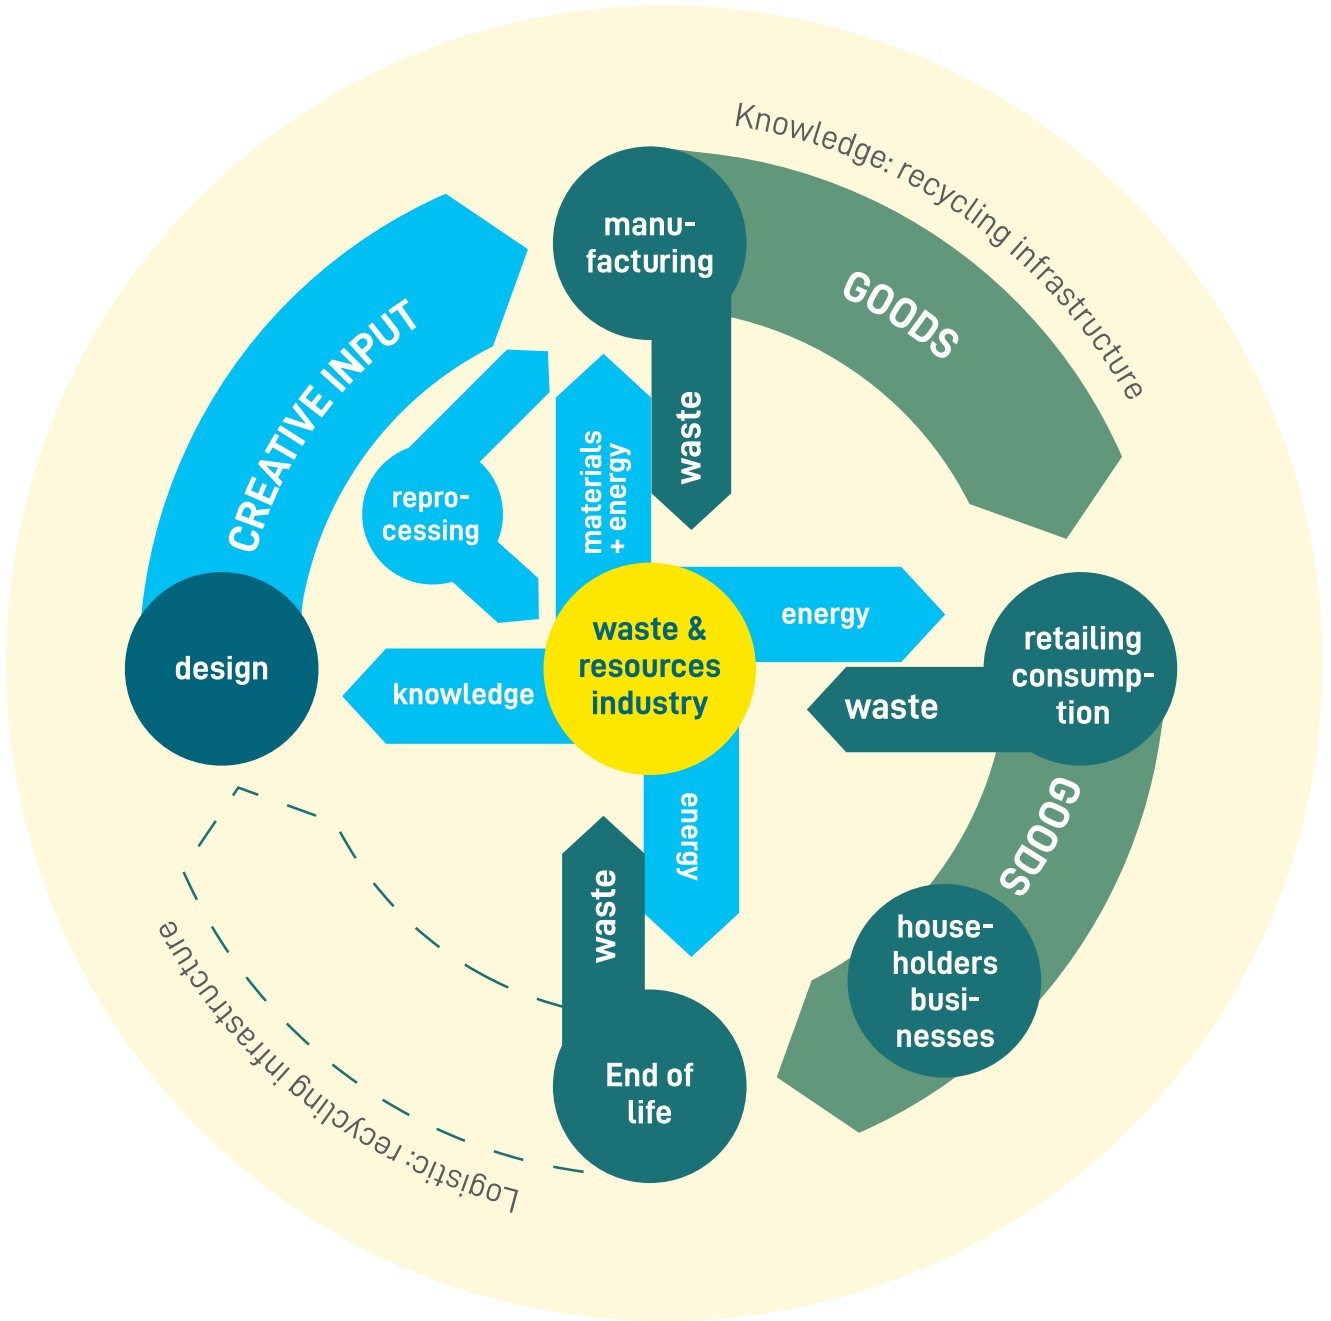 Knowledge: recycling infrastructure
manu-
facturing
GOODS
CREATIVE INPUT
waste
materials
+ energy
repro-
cessing
energy
waste &
resources
industry
retailing
consump-
tion
design
knowledge
waste
energy
GOODS
waste
house-
holders
busi-
nesses
End of
life
Logistic: recycling infrastructure